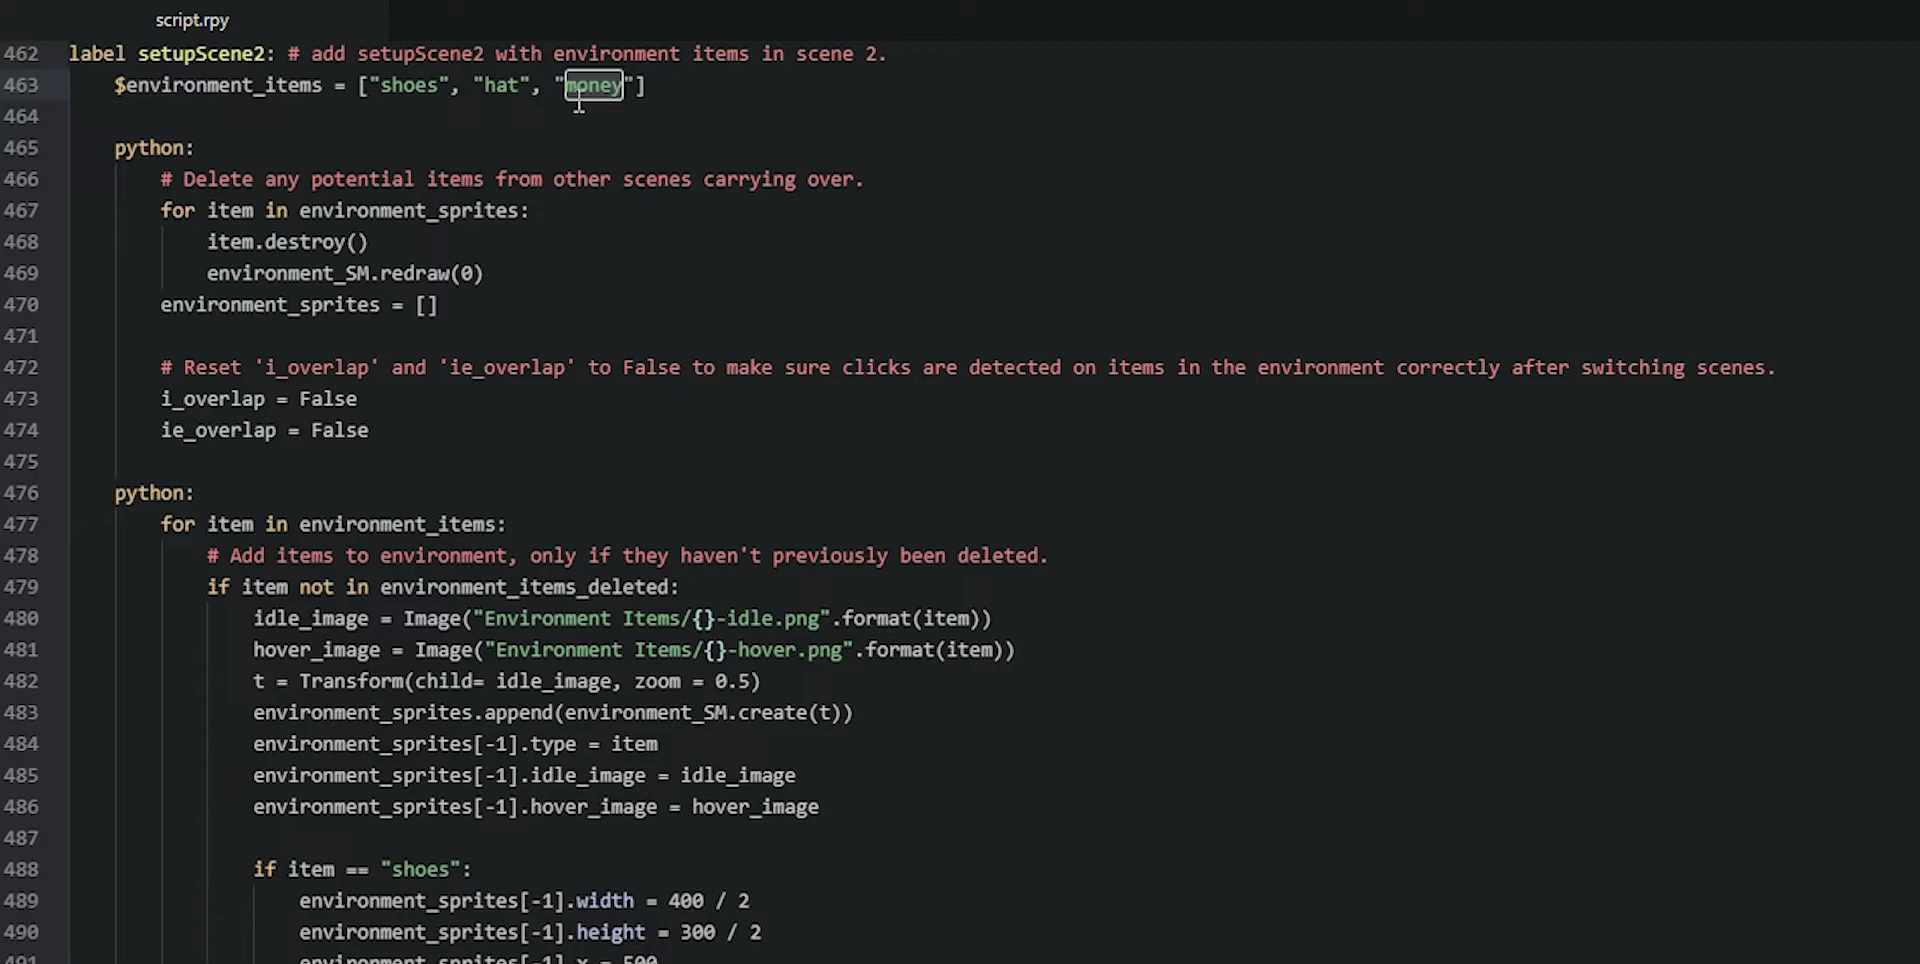 script.rpy
462 label setupScene2: # add setupScene2 with environment items in scene 2.
463 $environment_items = ["shoes", "hat", "money"]
464
465 python:
466 # Delete any potential items from other scenes carrying over.
467 for item in environment_sprites:
468 item.destroy()
469 environment_SM.redraw(0)
470 environment_sprites = []
471
472 # Reset 'i_overlap' and 'ie_overlap' to False to make sure clicks are detected on items in the environment correctly after switching scenes.
473 i_overlap = False
474 ie_overlap = False
475
476 python:
477 for item in environment_items:
478 # Add items to environment, only if they haven't previously been deleted.
479 if item not in environment_items_deleted:
480 idle_image = Image("Environment Items/{}-idle.png".format(item))
481 hover_image = Image("Environment Items/{}-hover.png".format(item))
482 t = Transform(child= idle_image, zoom = 0.5)
483 environment_sprites.append(environment_SM.create(t))
484 environment_sprites[-1].type = item
485 environment_sprites[-1].idle_image = idle_image
486 environment_sprites[-1].hover_image = hover_image
487
488 if item == "shoes":
489 environment_sprites[-1].width = 400 / 2
490 environment_sprites[-1].height = 300 / 2
491 environment_sprites[-1].x = 500